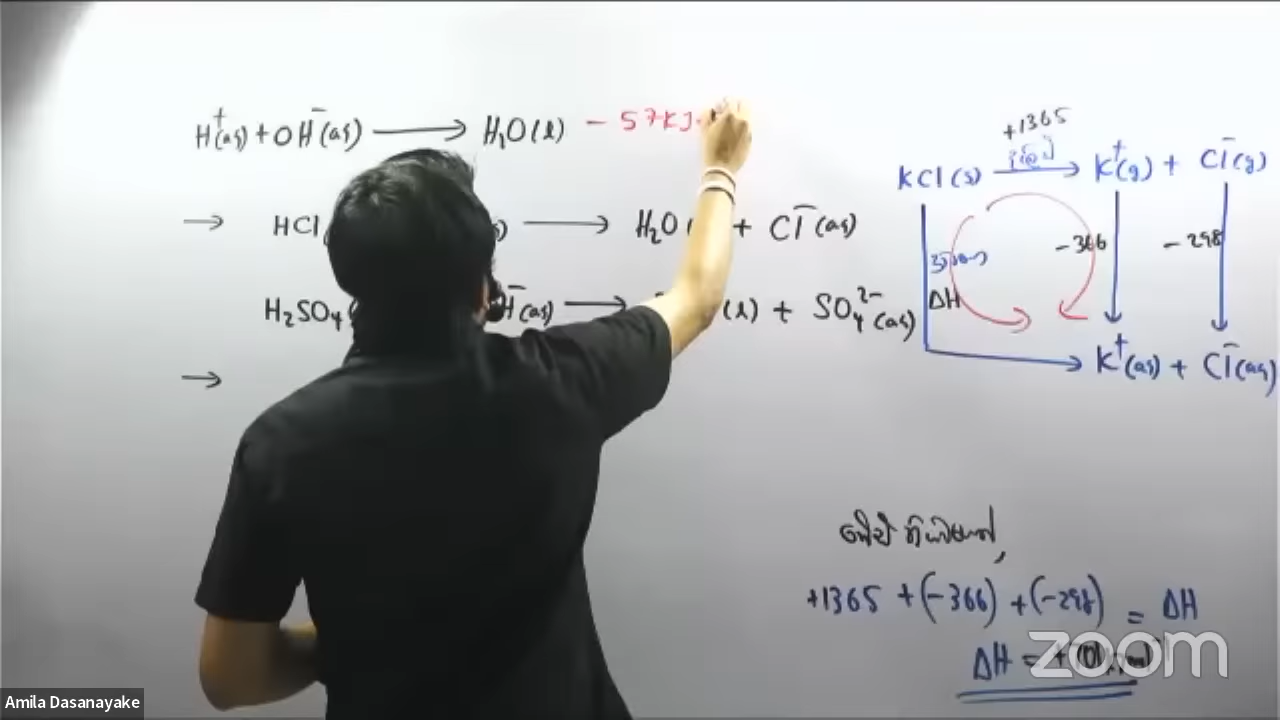 H⁺(aq) + OH⁻(aq) ⟶ H₂O(l) - 57 KJ
→ HCl ⟶ H₂O + Cl⁻(aq)
H₂SO₄ H⁻(aq) ⟶ (l) + SO₄²⁻(aq)
→
+1365
KCl(s) ⟶ K⁺(g) + Cl⁻(g)
-366 -298
ΔH
K⁺(aq) + Cl⁻(aq)
+1365 + (-366) + (-298) = ΔH
ΔH = +701
zoom
Amila Dasanayake